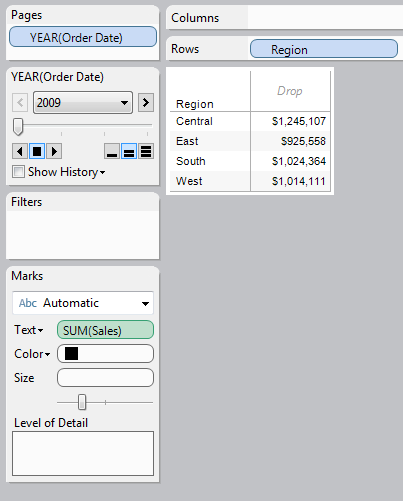 Pages
YEAR(Order Date)
YEAR(Order Date)
2009
Show History
Filters
Marks
Abc Automatic
Text SUM(Sales)
Color
Size
Level of Detail
Columns
Rows Region
Region Drop
Central $1,245,107
East $925,558
South $1,024,364
West $1,014,111